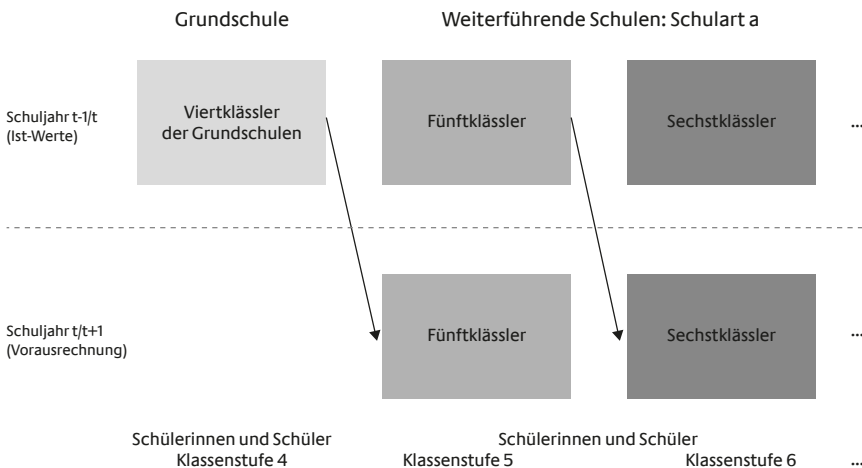 Grundschule
Weiterführende Schulen: Schulart a
Schuljahr t-1/t
(Ist-Werte)
Viertklässler
der Grundschulen
Fünftklässler
Sechstklässler
...
Schuljahr t/t+1
(Vorausrechnung)
Fünftklässler
Sechstklässler
...
Schülerinnen und Schüler
Klassenstufe 4
Schülerinnen und Schüler
Klassenstufe 5
Klassenstufe 6
...